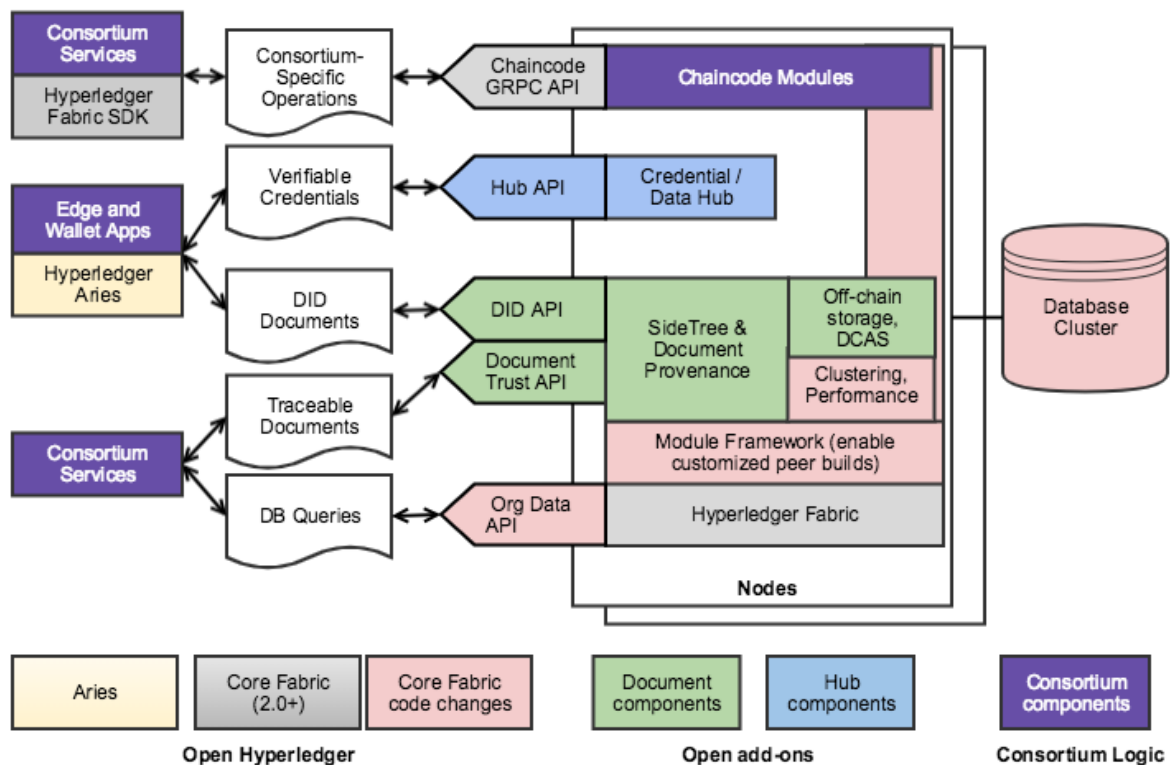 Consortium
Services
Hyperledger
Fabric SDK
Consortium-
Specific
Operations
Chaincode
GRPC API
Chaincode Modules
Verifiable
Credentials
Hub API
Credential /
Data Hub
Edge and
Wallet Apps
Hyperledger
Aries
DID
Documents
DID API
Document
Trust API
SideTree &
Document
Provenance
Off-chain
storage,
DCAS
Clustering,
Performance
Database
Cluster
Traceable
Documents
Consortium
Services
DB Queries
Org Data
API
Module Framework (enable
customized peer builds)
Hyperledger Fabric
Nodes
Aries
Core Fabric
(2.0+)
Core Fabric
code changes
Document
components
Hub
components
Consortium
components
Open Hyperledger
Open add-ons
Consortium Logic